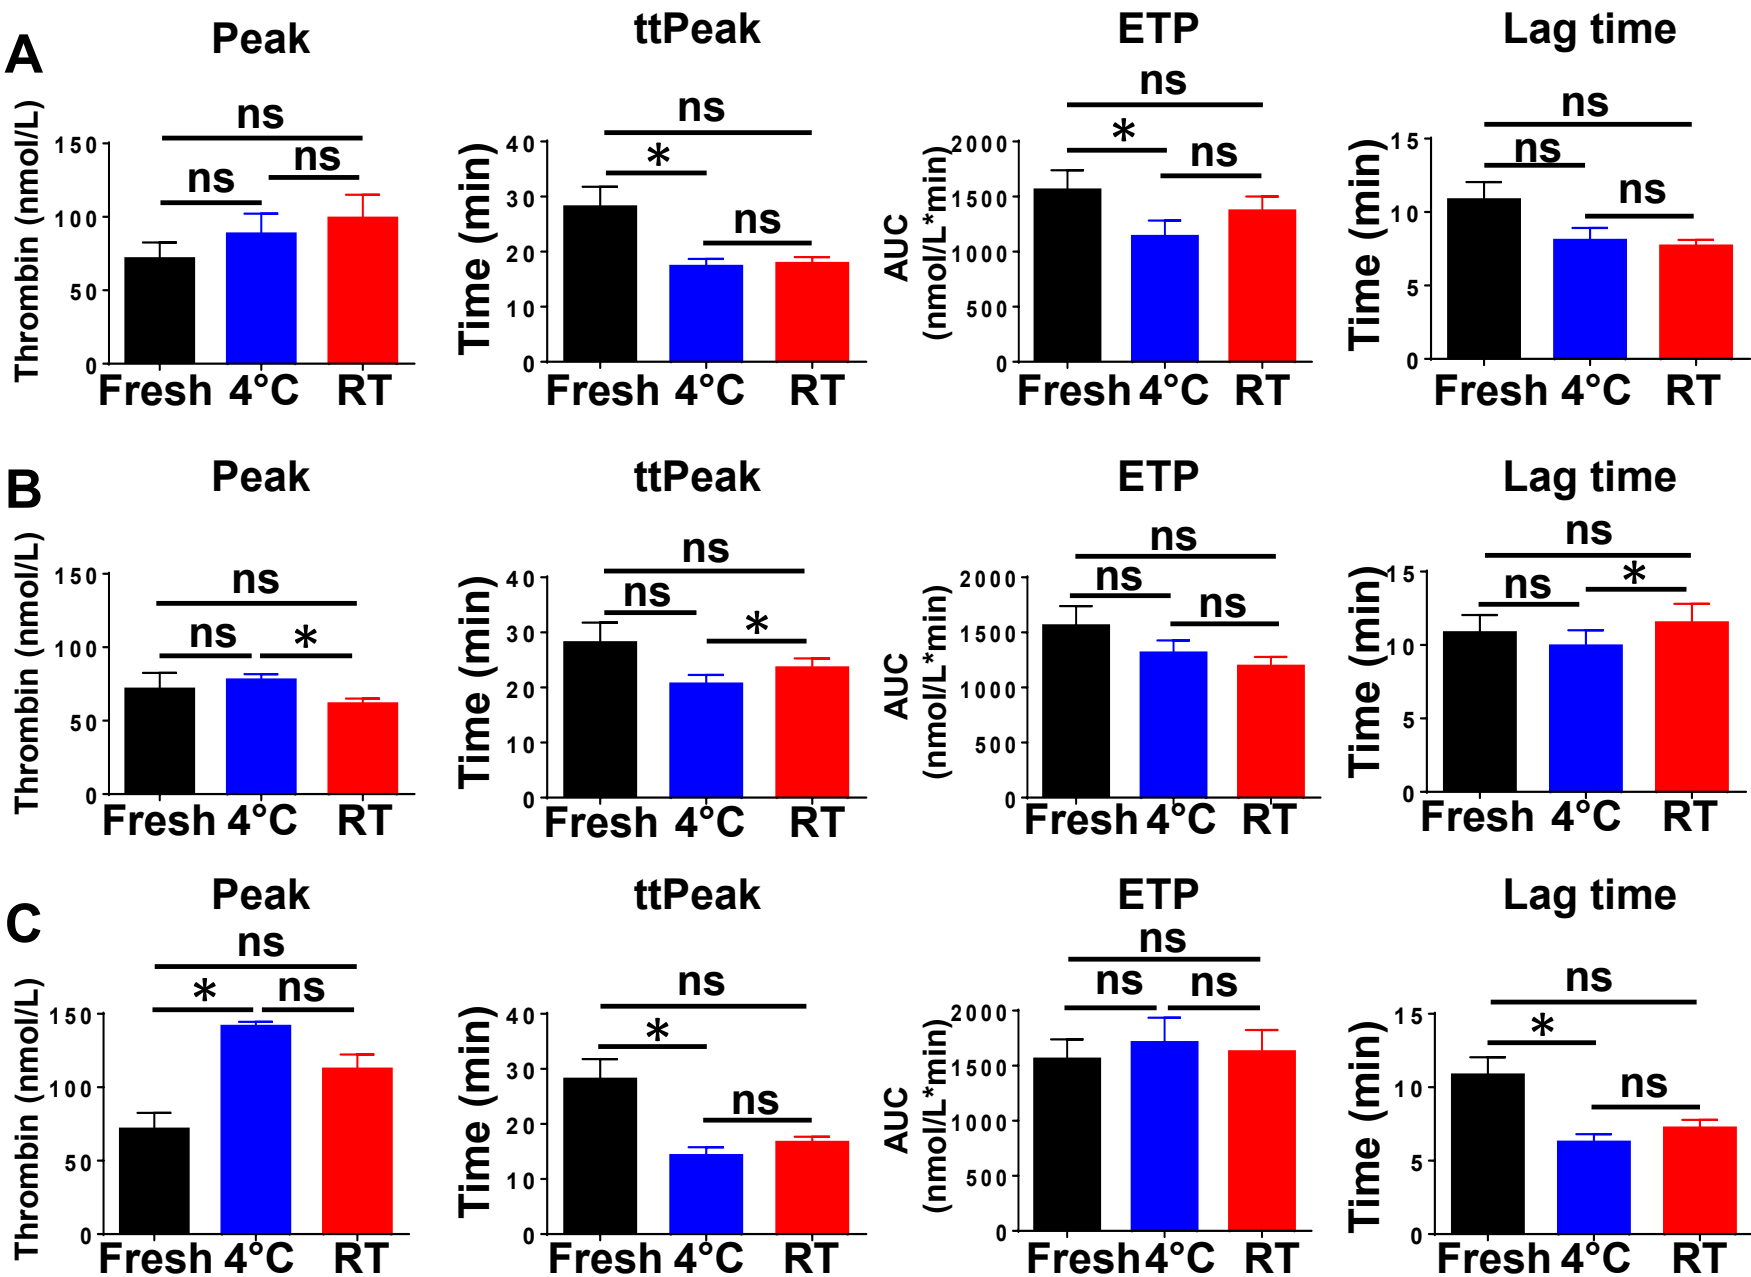 A
Peak
ttPeak
ETP
Lag time
Thrombin (nmol/L)
150
100
50
0
ns
ns
ns
Fresh 4°C RT
Time (min)
40
30
20
10
0
ns
*
ns
Fresh 4°C RT
AUC
(nmol/L*min)
2000
1500
1000
500
0
ns
*
ns
Fresh 4°C RT
Time (min)
15
10
5
0
ns
ns
ns
Fresh 4°C RT
B
Peak
ttPeak
ETP
Lag time
Thrombin (nmol/L)
150
100
50
0
ns
ns
*
Fresh 4°C RT
Time (min)
40
30
20
10
0
ns
ns
*
Fresh 4°C RT
AUC
(nmol/L*min)
2000
1500
1000
500
0
ns
ns
ns
Fresh 4°C RT
Time (min)
15
10
5
0
ns
ns
*
Fresh 4°C RT
C
Peak
ttPeak
ETP
Lag time
Thrombin (nmol/L)
150
100
50
0
ns
*
ns
Fresh 4°C RT
Time (min)
40
30
20
10
0
ns
*
ns
Fresh 4°C RT
AUC
(nmol/L*min)
2000
1500
1000
500
0
ns
ns
ns
Fresh 4°C RT
Time (min)
15
10
5
0
ns
*
ns
Fresh 4°C RT